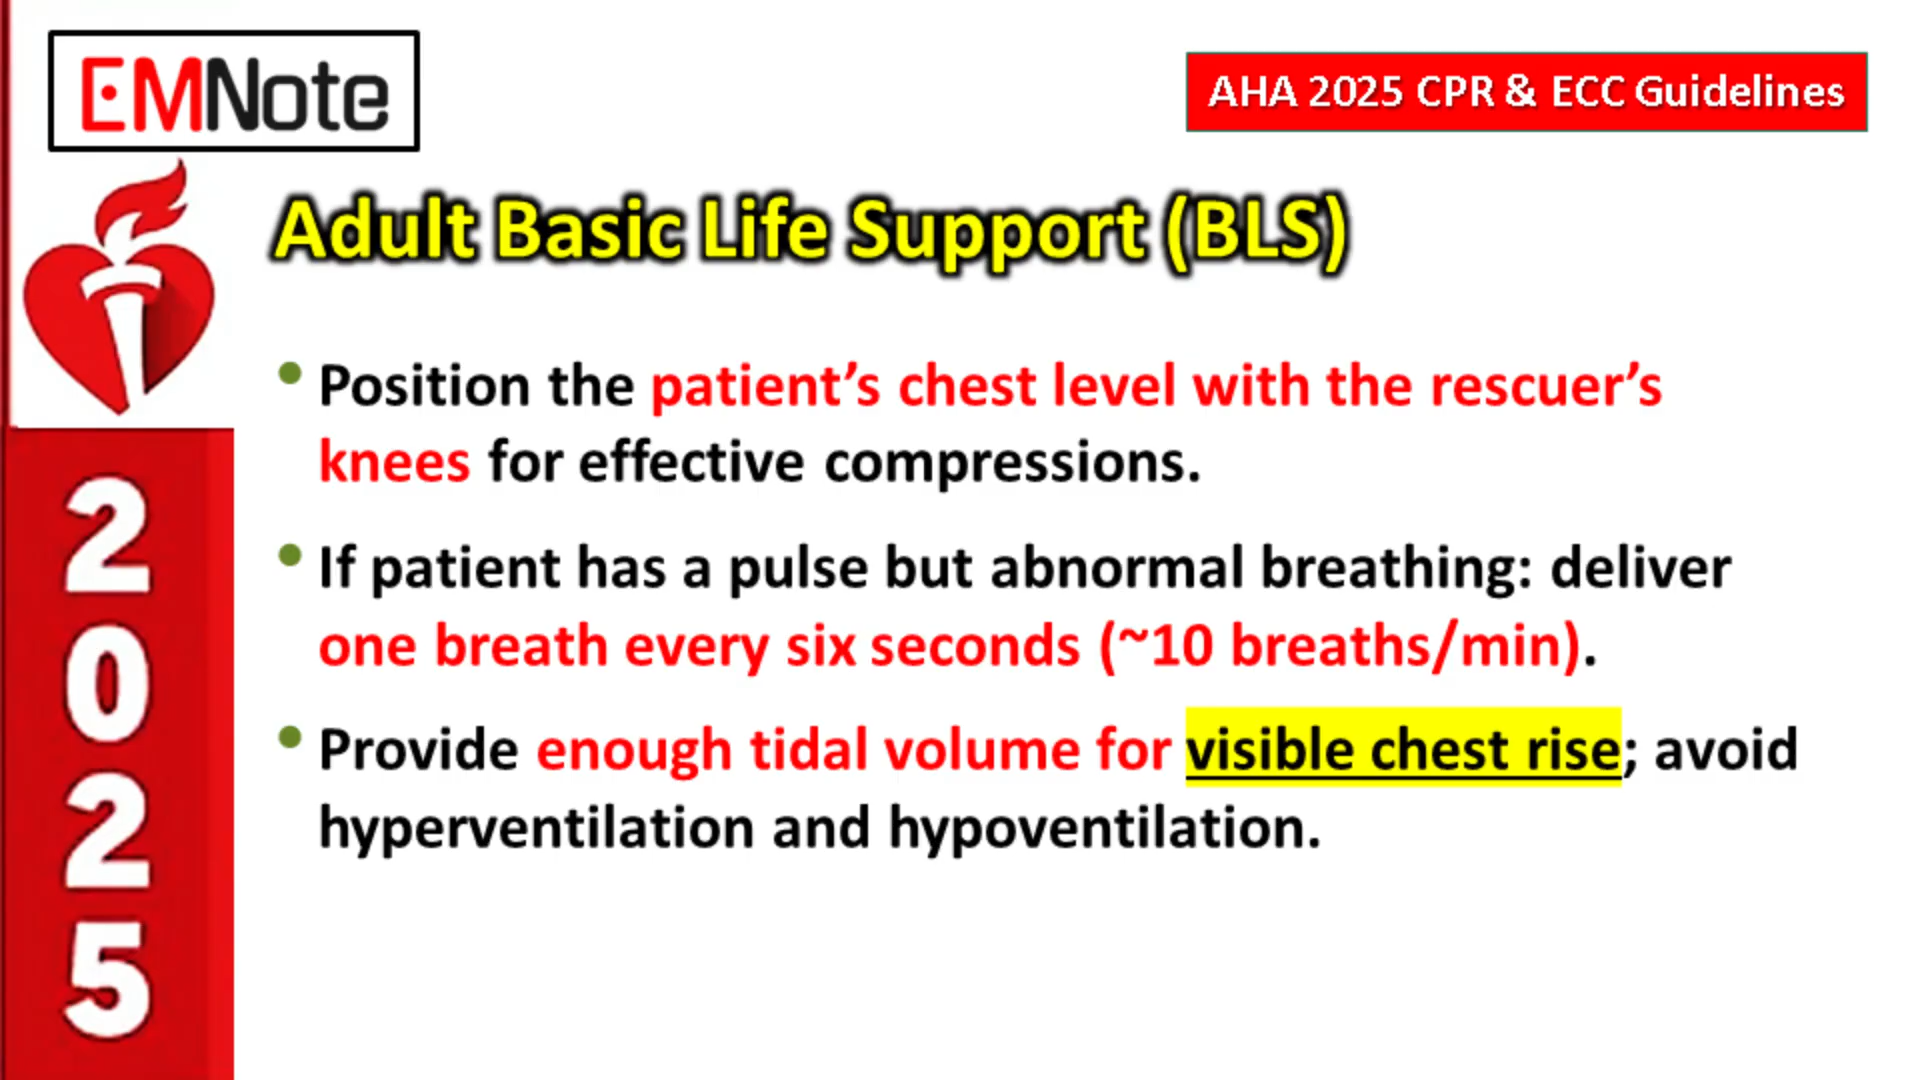 EMNote
AHA 2025 CPR & ECC Guidelines
Adult Basic Life Support (BLS)
• Position the patient’s chest level with the rescuer’s
knees for effective compressions.
• If patient has a pulse but abnormal breathing: deliver
one breath every six seconds (~10 breaths/min).
• Provide enough tidal volume for visible chest rise; avoid
hyperventilation and hypoventilation.
2
0
2
5